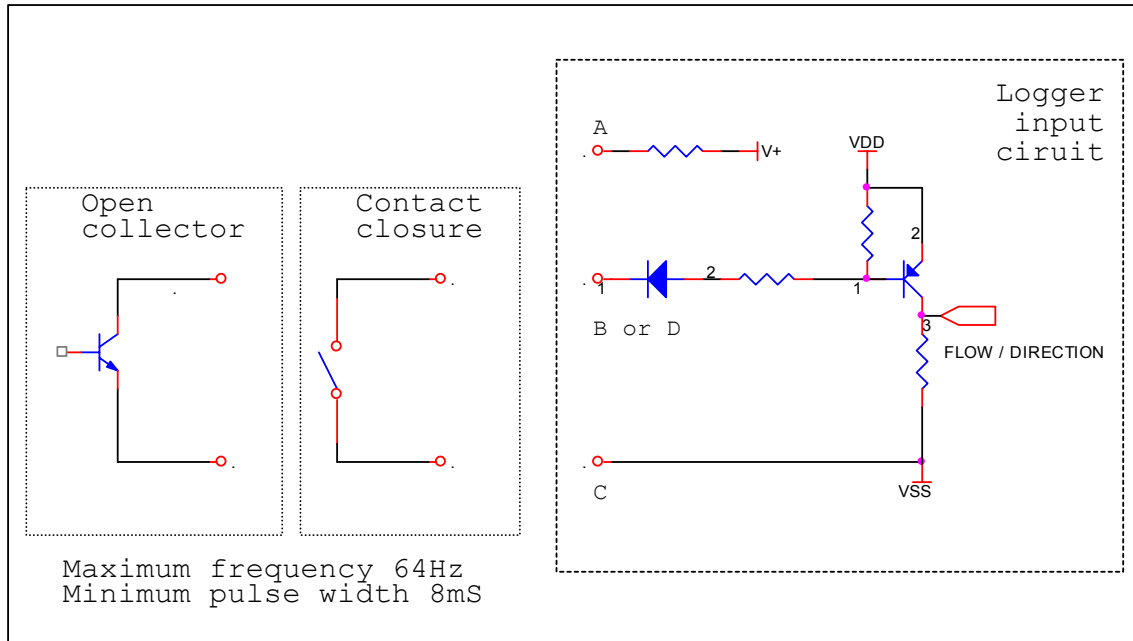 Open
collector
Contact
closure
Maximum frequency 64Hz
Minimum pulse width 8mS
Logger
input
ciruit
A
V+
VDD
2
1
2
1
B or D
3
FLOW / DIRECTION
C
VSS